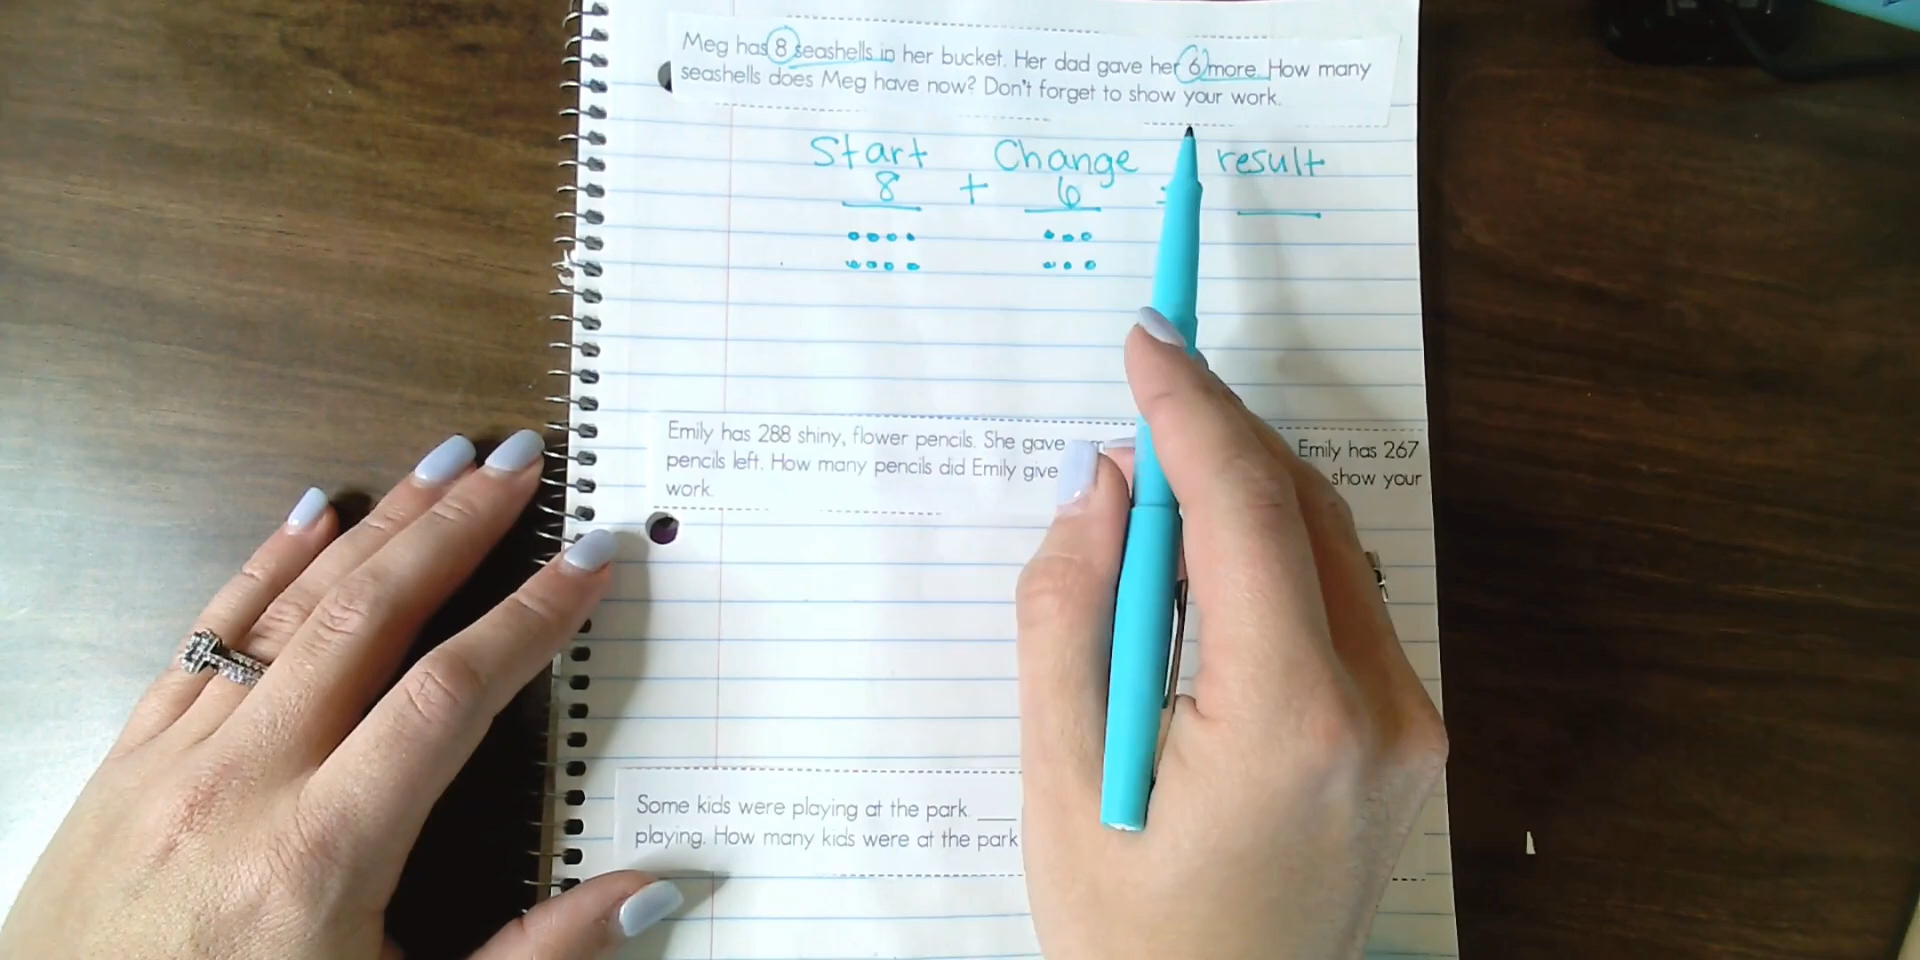 Meg has 8 seashells in her bucket. Her dad gave her 6 more. How many
seashells does Meg have now? Don't forget to show your work.
Start + Change = result
8 + 6 = ____
Emily has 288 shiny, flower pencils. She gave Emily has 267
pencils left. How many pencils did Emily give show your
work.
Some kids were playing at the park. ____
playing. How many kids were at the park